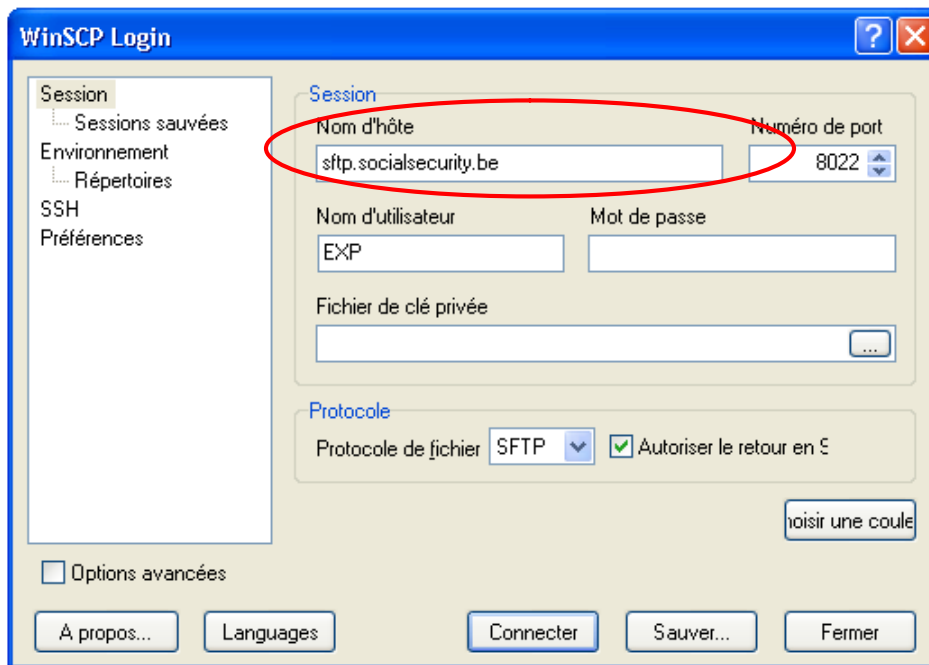 WinSCP Login
Session
Sessions sauvées
Environnement
Répertoires
SSH
Préférences
Session
Nom d'hôte
Numéro de port
sftp.socialsecurity.be
8022
Nom d'utilisateur
Mot de passe
EXP
Fichier de clé privée
...
Protocole
Protocole de fichier
SFTP
Autoriser le retour en S
hoisir une coule
Options avancées
A propos...
Languages
Connecter
Sauver...
Fermer